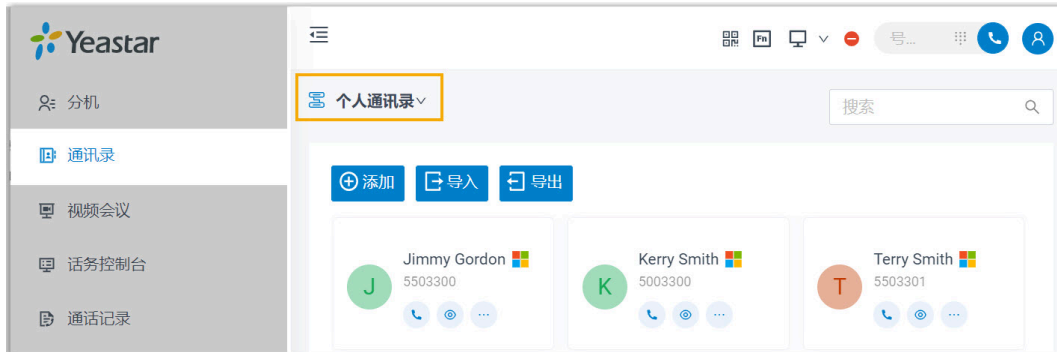 Yeastar
Fn
号...
分机
个人通讯录
搜索
通讯录
添加
导入
导出
视频会议
话务控制台
通话记录
Jimmy Gordon
5503300
J
Kerry Smith
5003300
K
Terry Smith
5503301
T